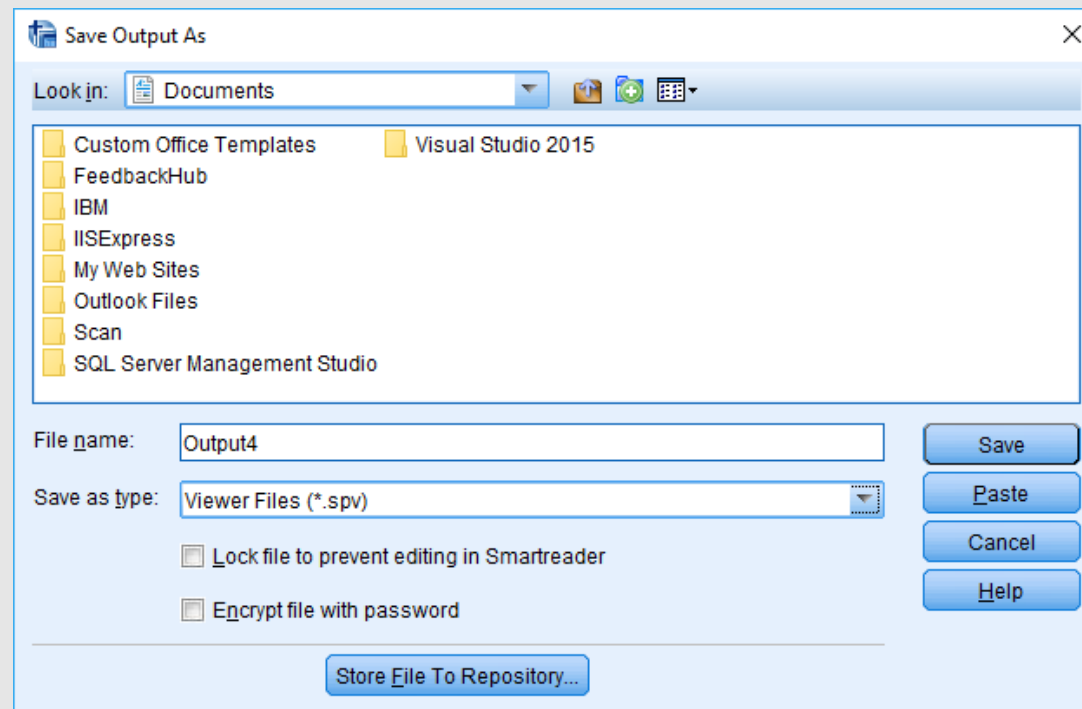 Save Output As
Look in: Documents
Custom Office Templates Visual Studio 2015
FeedbackHub
IBM
IISExpress
My Web Sites
Outlook Files
Scan
SQL Server Management Studio
File name: Output4 Save
Save as type: Viewer Files (*.spv) Paste
Lock file to prevent editing in Smartreader Cancel
Encrypt file with password Help
Store File To Repository...